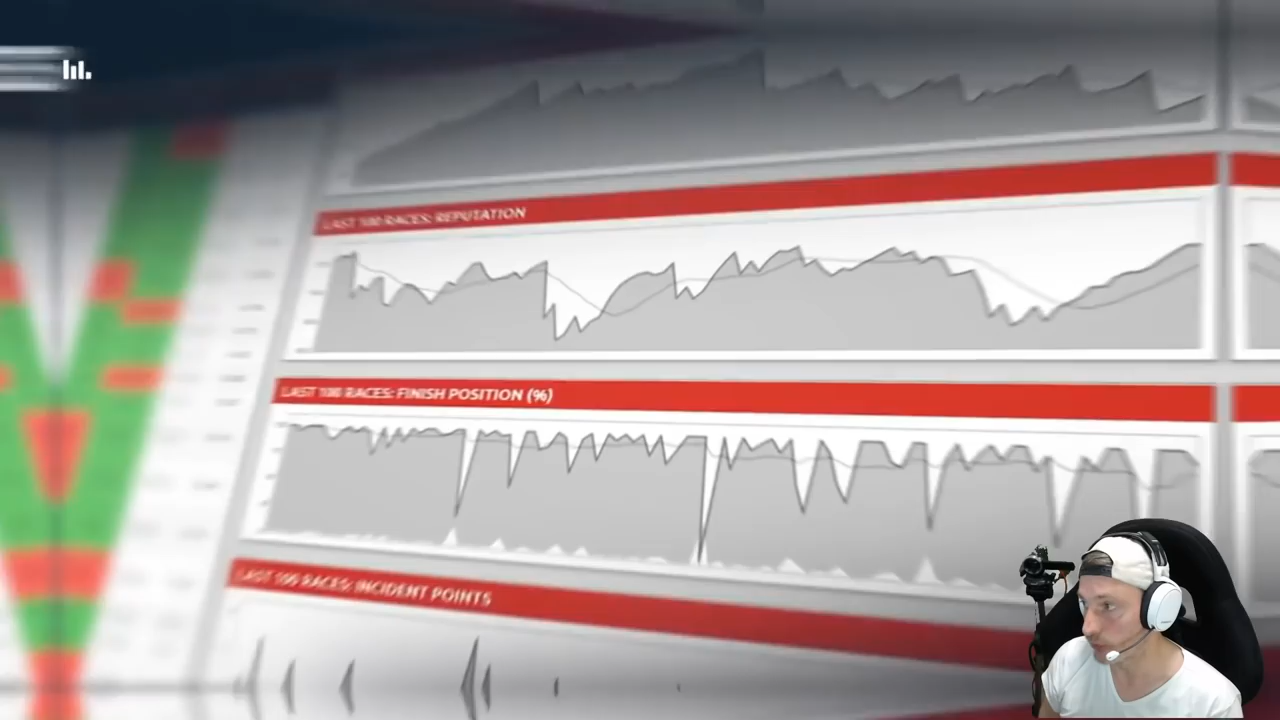 LAST 100 RACES: REPUTATION
LAST 100 RACES: FINISH POSITION (%)
LAST 100 RACES: INCIDENT POINTS